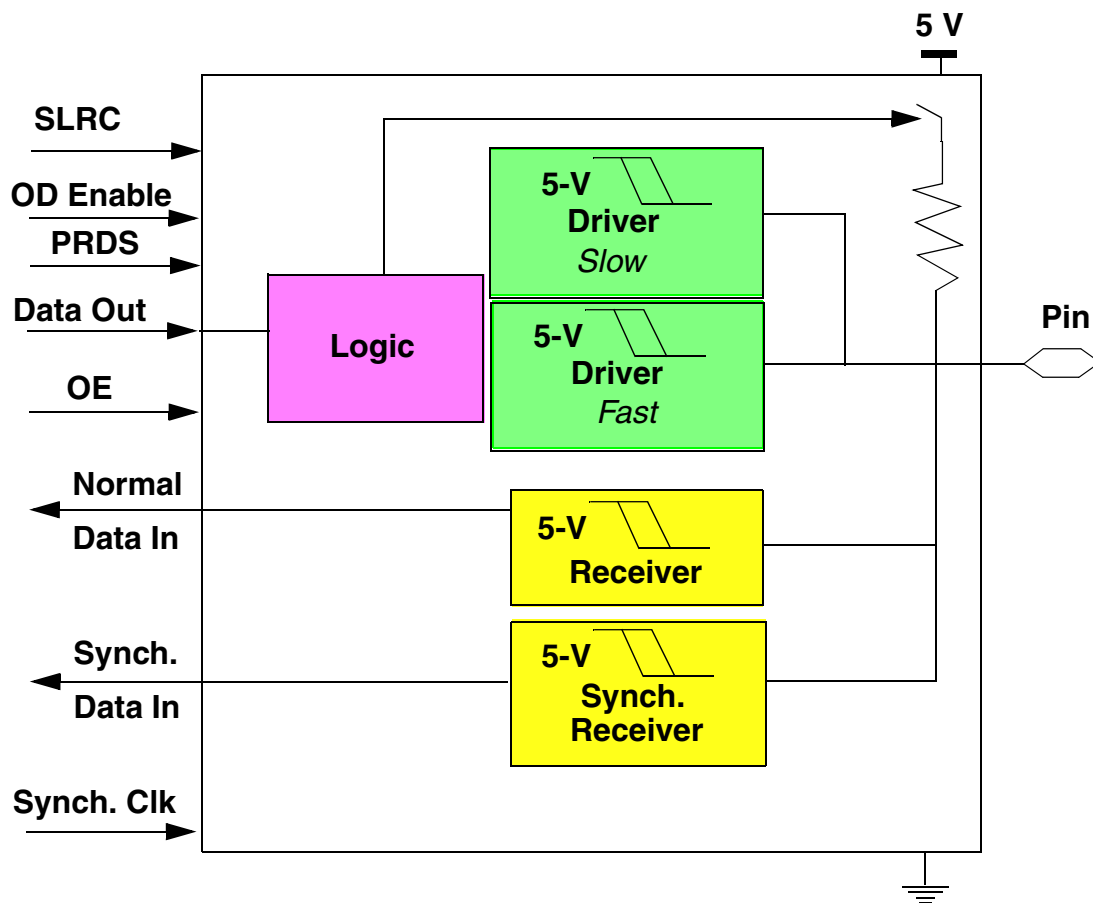 5 V
SLRC
OD Enable
PRDS
Data Out
OE
Normal
Data In
Synch.
Data In
Synch. Clk
Logic
5-V
Driver
Slow
5-V
Driver
Fast
5-V
Receiver
5-V
Synch.
Receiver
Pin